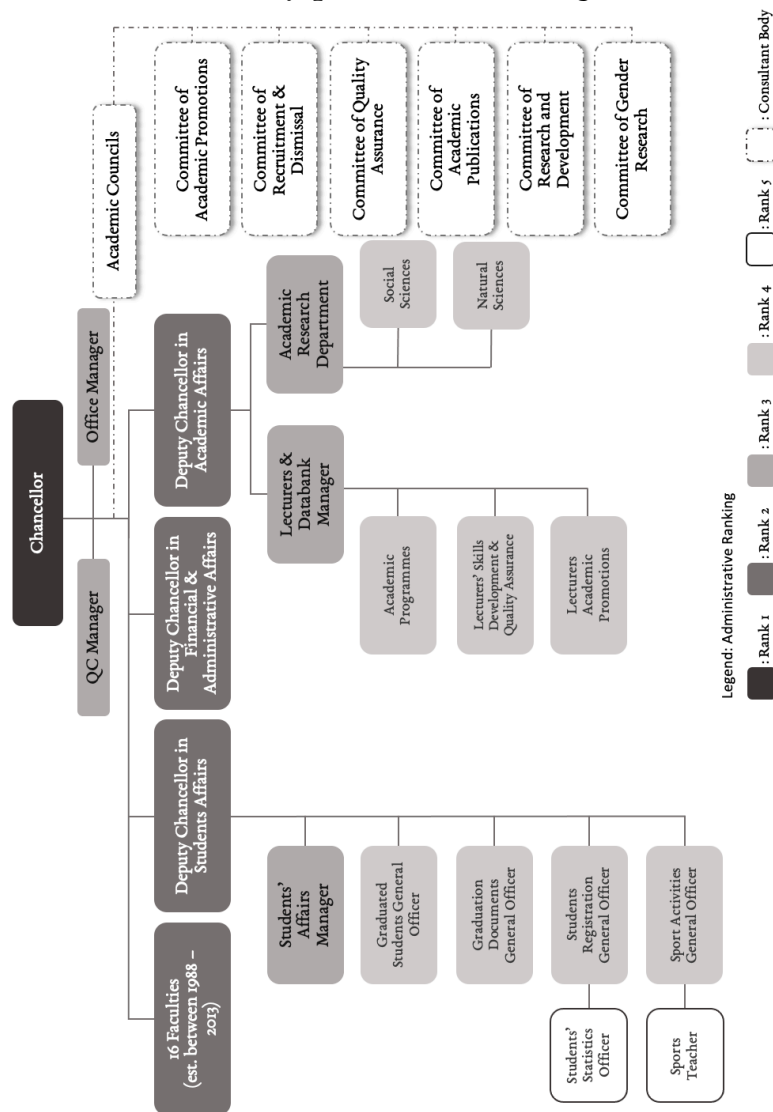 Chancellor
QC Manager
Office Manager
Academic Councils
16 Faculties
(est. between 1988 –
2013)
Deputy Chancellor in
Students Affairs
Deputy Chancellor in
Financial &
Administrative Affairs
Deputy Chancellor in
Academic Affairs
Committee of
Academic Promotions
Committee of
Recruitment &
Dismissal
Committee of Quality
Assurance
Committee of
Academic
Publications
Committee of
Research and
Development
Committee of Gender
Research
Students'
Affairs
Manager
Graduated
Students General
Officer
Graduation
Documents
General Officer
Students
Registration
General Officer
Sport Activities
General Officer
Students'
Statistics
Officer
Sports
Teacher
Lecturers &
Databank
Manager
Academic
Programmes
Lecturers' Skills
Development &
Quality Assurance
Lecturers
Academic
Promotions
Academic
Research
Department
Social
Sciences
Natural
Sciences
Legend: Administrative Ranking
: Rank 1
: Rank 2
: Rank 3
: Rank 4
: Rank 5
: Consultant Body